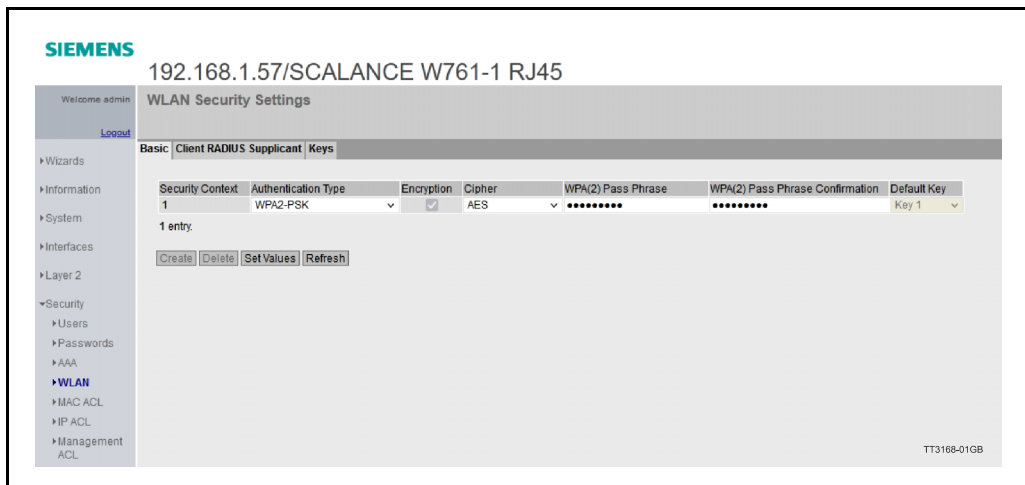 SIEMENS
192.168.1.57/SCALANCE W761-1 RJ45
Welcome admin
WLAN Security Settings
Logout
Basic Client RADIUS Supplicant Keys
▸Wizards
▸Information
▸System
▸Interfaces
▸Layer 2
▾Security
▸Users
▸Passwords
▸AAA
▸WLAN
▸MAC ACL
▸IP ACL
▸Management
ACL
Security Context Authentication Type Encryption Cipher WPA(2) Pass Phrase WPA(2) Pass Phrase Confirmation Default Key
1 WPA2-PSK AES ●●●●●●●●● ●●●●●●●●● Key 1
1 entry.
Create Delete Set Values Refresh
TT3168-01GB